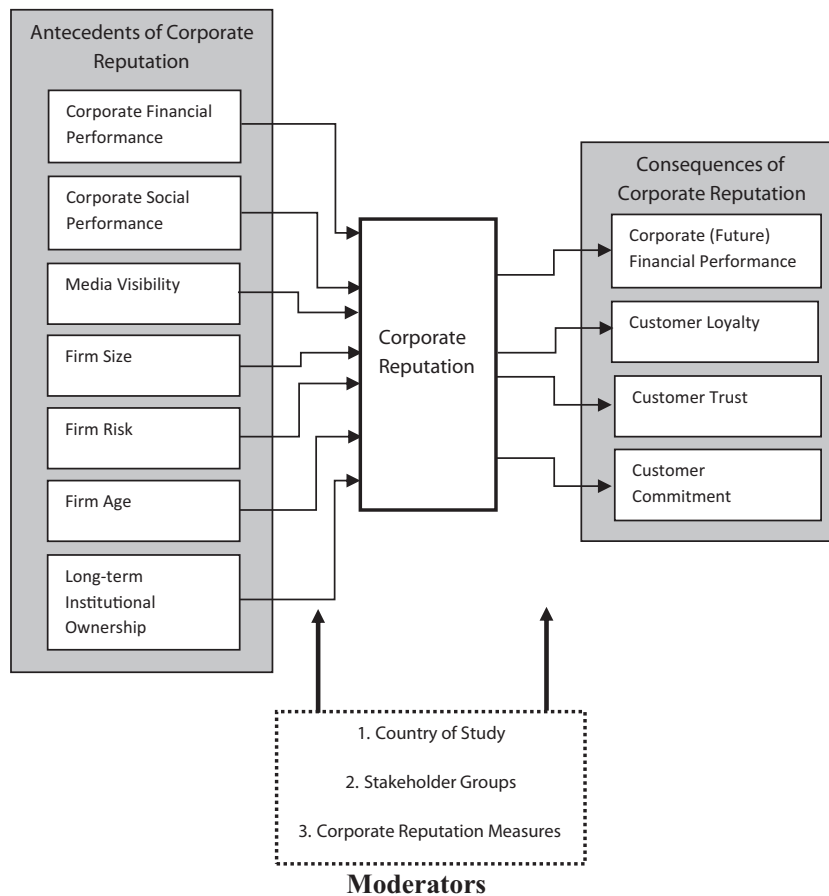 Antecedents of Corporate
Reputation
Corporate Financial
Performance
Corporate Social
Performance
Media Visibility
Firm Size
Firm Risk
Firm Age
Long-term
Institutional
Ownership
Corporate
Reputation
Consequences of
Corporate Reputation
Corporate (Future)
Financial Performance
Customer Loyalty
Customer Trust
Customer
Commitment
1. Country of Study
2. Stakeholder Groups
3. Corporate Reputation Measures
Moderators